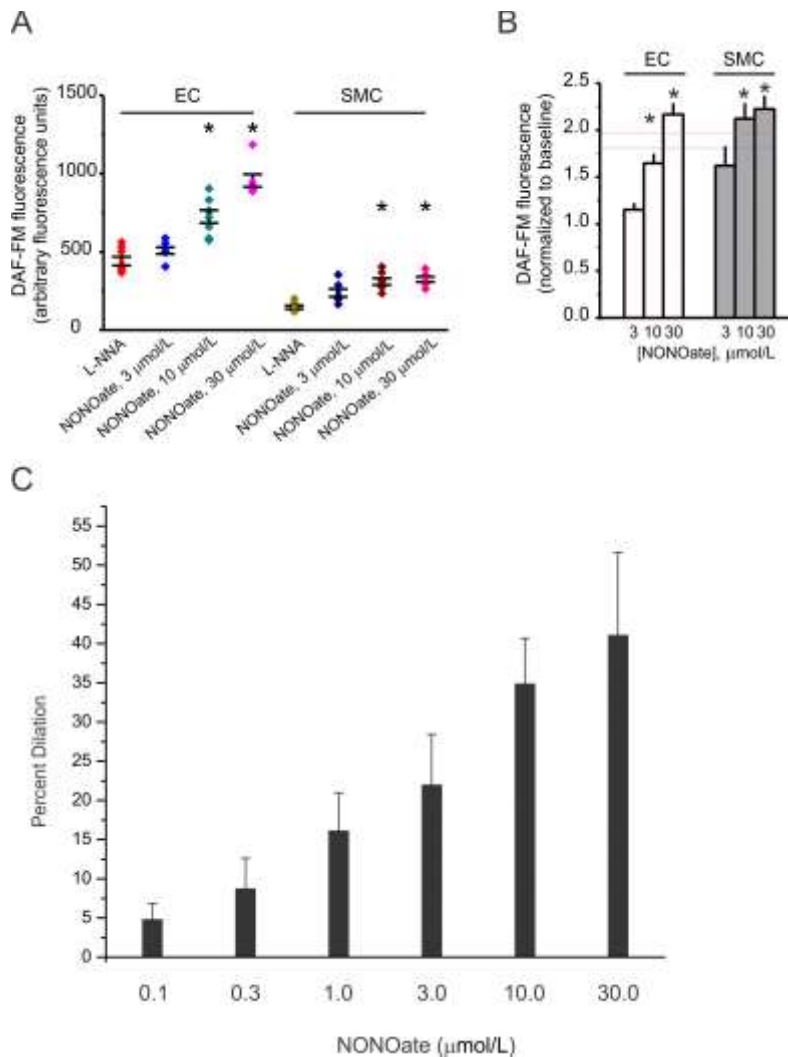 A
EC
SMC
DAF-FM fluorescence
(arbitrary fluorescence units)
1500
1000
500
0
*
*
*
*
L-NNA
NONOate, 3 μmol/L
NONOate, 10 μmol/L
NONOate, 30 μmol/L
L-NNA
NONOate, 3 μmol/L
NONOate, 10 μmol/L
NONOate, 30 μmol/L
B
EC
SMC
DAF-FM fluorescence
(normalized to baseline)
2.5
2.0
1.5
1.0
0.5
0.0
*
*
*
*
3 10 30 3 10 30
[NONOate], μmol/L
C
Percent Dilation
55
50
45
40
35
30
25
20
15
10
5
0
0.1 0.3 1.0 3.0 10.0 30.0
NONOate (μmol/L)